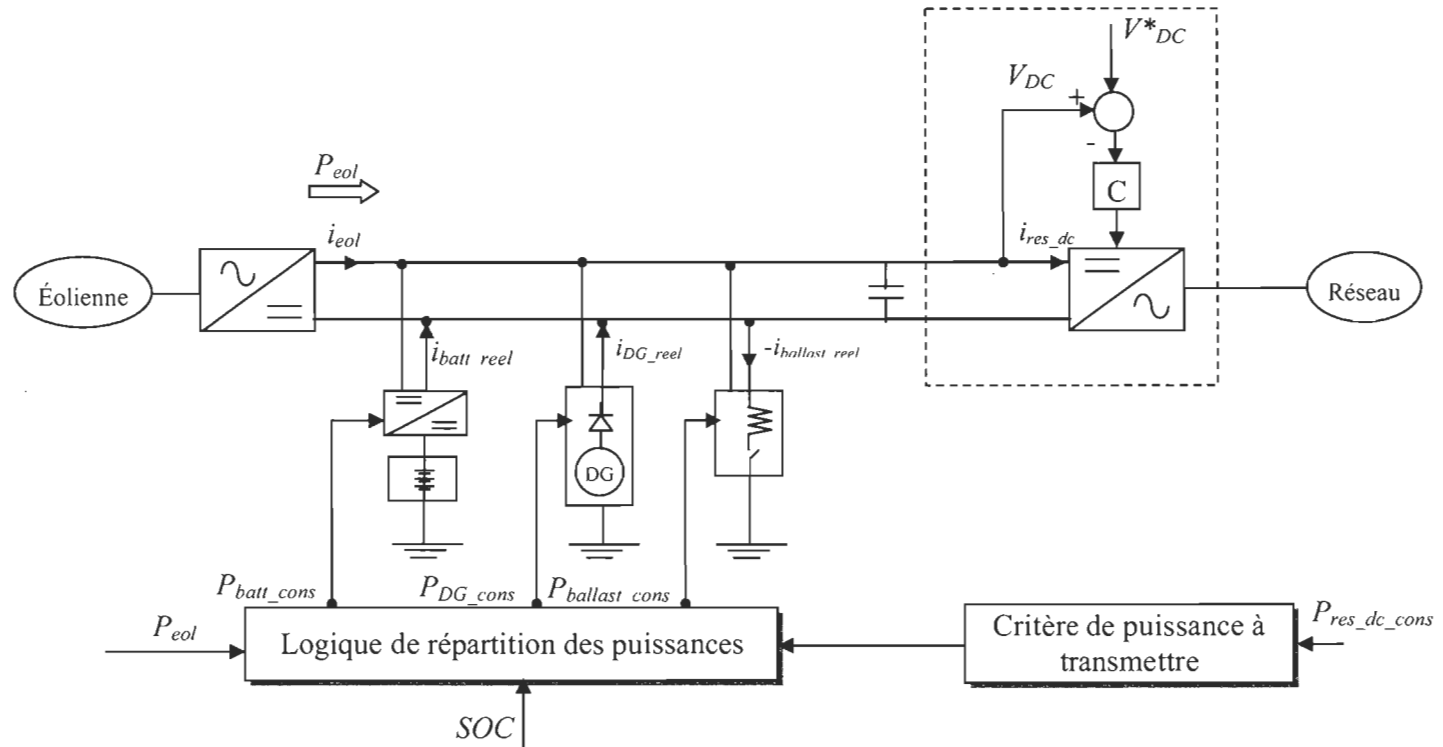 V*DC
VDC
+
-
C
Peol
ieol
ires_dc
Éolienne
Réseau
ibatt_reel
iDG_reel
-iballast_reel
DG
Pbatt_cons
PDG_cons
Pballast_cons
Peol
Logique de répartition des puissances
Critère de puissance à
transmettre
Pres_dc_cons
SOC